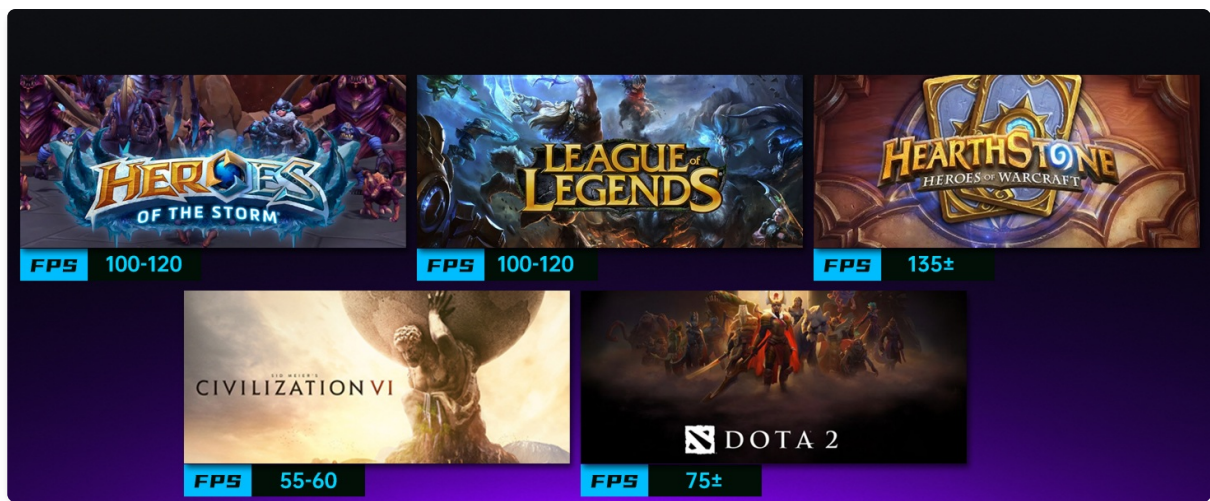 HEROES
OF THE STORM
LEAGUE of
LEGENDS
HEARTHSTONE
HEROES OF WARCRAFT
FPS 100-120
FPS 100-120
FPS 135±
SID MEIER'S
CIVILIZATION VI
DOTA 2
FPS 55-60
FPS 75±